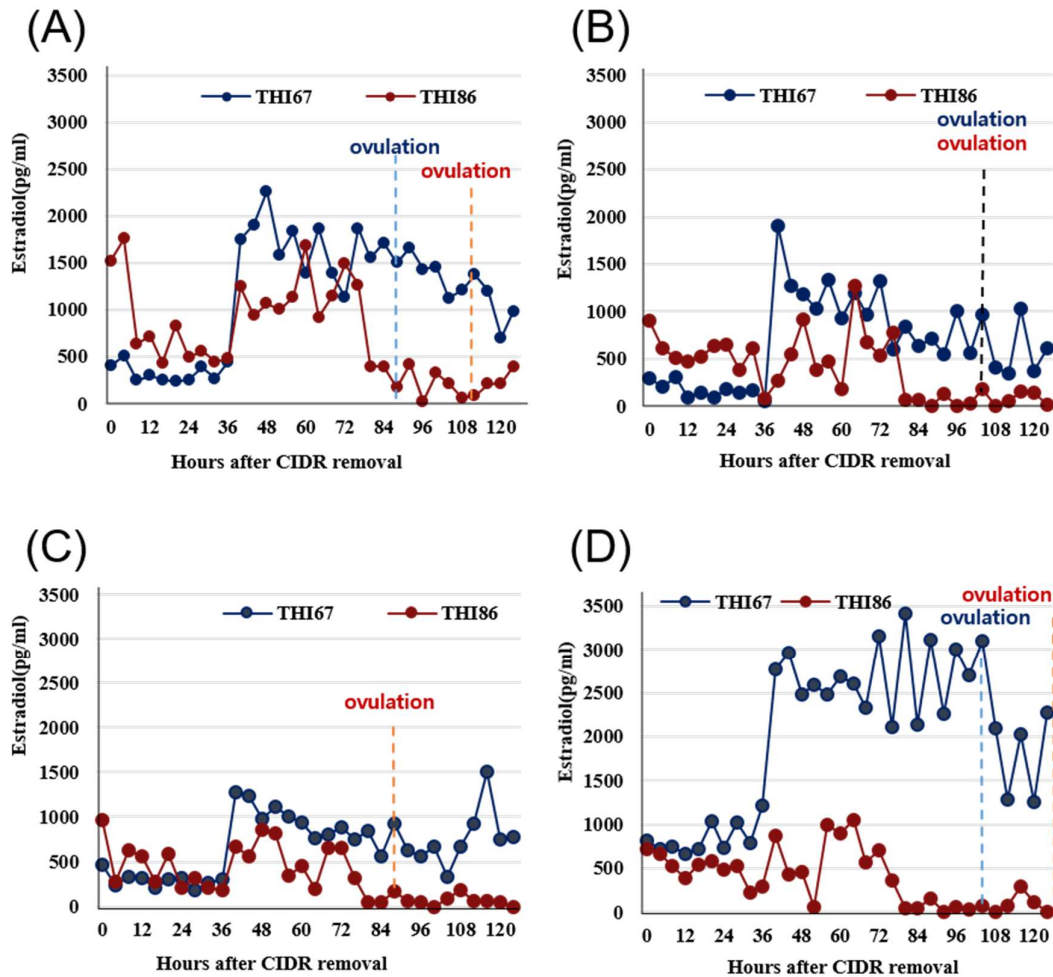 (A)
3500
3000
2500
2000
1500
1000
500
0
Estradiol(pg/ml)
THI67 THI86
ovulation
ovulation
0 12 24 36 48 60 72 84 96 108 120
Hours after CIDR removal
(B)
3500
3000
2500
2000
1500
1000
500
0
Estradiol(pg/ml)
THI67 THI86
ovulation
ovulation
0 12 24 36 48 60 72 84 96 108 120
Hours after CIDR removal
(C)
3500
3000
2500
2000
1500
1000
500
0
Estradiol(pg/ml)
THI67 THI86
ovulation
0 12 24 36 48 60 72 84 96 108 120
Hours after CIDR removal
(D)
3500
3000
2500
2000
1500
1000
500
0
Estradiol(pg/ml)
THI67 THI86
ovulation
ovulation
0 12 24 36 48 60 72 84 96 108 120
Hours after CIDR removal